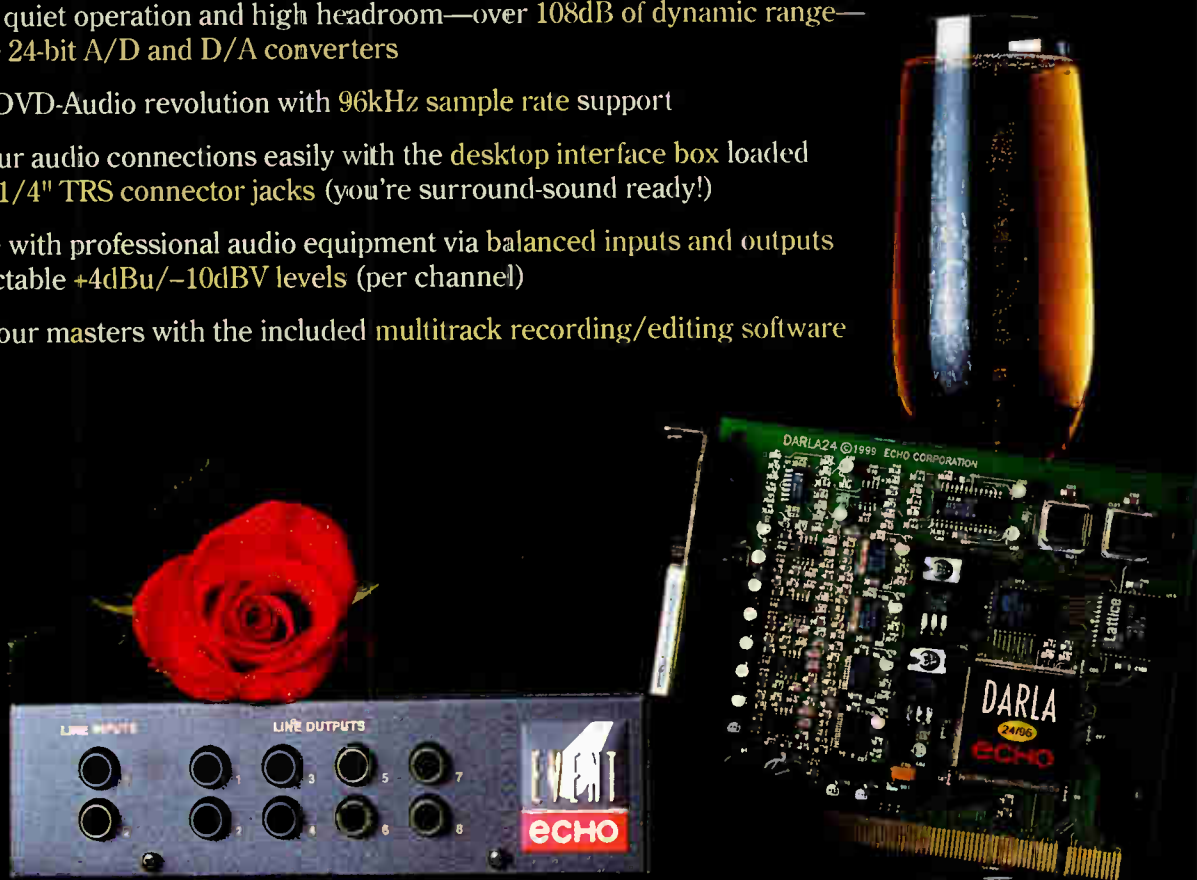 quiet operation and high headroom—over 108dB of dynamic range—
24-bit A/D and D/A converters
DVD-Audio revolution with 96kHz sample rate support
ur audio connections easily with the desktop interface box loaded
1/4" TRS connector jacks (you're surround-sound ready!)
with professional audio equipment via balanced inputs and outputs
ctable +4dBu/–10dBV levels (per channel)
our masters with the included multitrack recording/editing software
DARLA24 ©1999 ECHO CORPORATION
Lattice
DARLA
24/96
echo
LINE INPUTS
LINE OUTPUTS
1 3 5 7
2 4 6 8
EVENT
echo